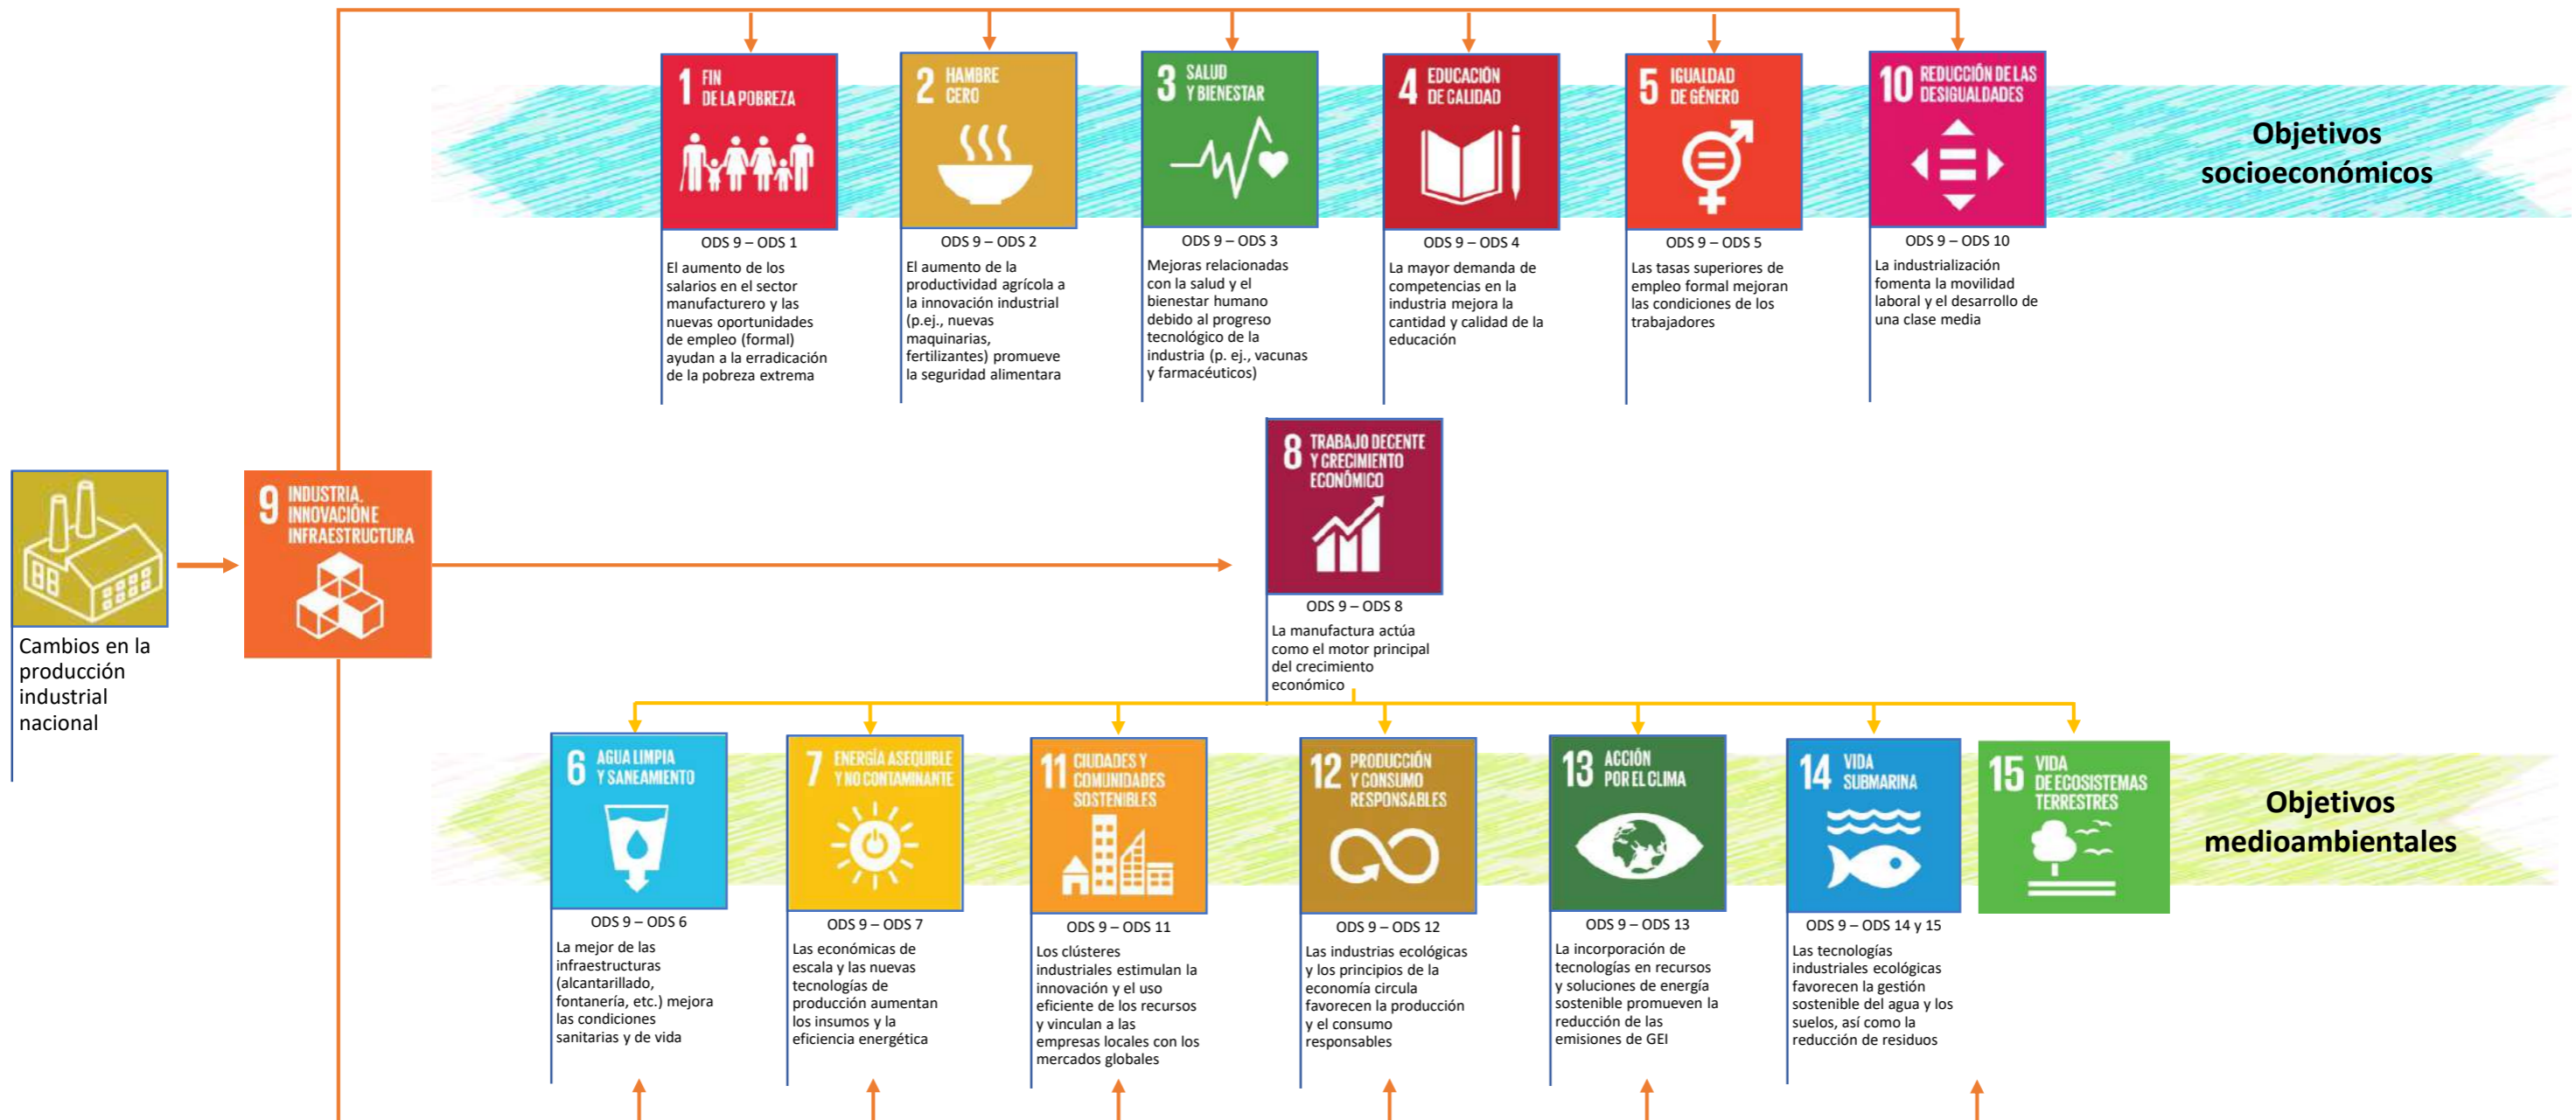 1 FIN
DE LA POBREZA
2 HAMBRE
CERO
3 SALUD
Y BIENESTAR
4 EDUCACIÓN
DE CALIDAD
5 IGUALDAD
DE GÉNERO
10 REDUCCIÓN DE LAS
DESIGUALDADES
Objetivos
socioeconómicos
ODS 9 – ODS 1
El aumento de los
salarios en el sector
manufacturero y las
nuevas oportunidades
de empleo (formal)
ayudan a la erradicación
de la pobreza extrema
ODS 9 – ODS 2
El aumento de la
productividad agrícola a
la innovación industrial
(p.ej., nuevas
maquinarias,
fertilizantes) promueve
la seguridad alimentara
ODS 9 – ODS 3
Mejoras relacionadas
con la salud y el
bienestar humano
debido al progreso
tecnológico de la
industria (p. ej., vacunas
y farmacéuticos)
ODS 9 – ODS 4
La mayor demanda de
competencias en la
industria mejora la
cantidad y calidad de la
educación
ODS 9 – ODS 5
Las tasas superiores de
empleo formal mejoran
las condiciones de los
trabajadores
ODS 9 – ODS 10
La industrialización
fomenta la movilidad
laboral y el desarrollo de
una clase media
Cambios en la
producción
industrial
nacional
9 INDUSTRIA,
INNOVACIÓN E
INFRAESTRUCTURA
8 TRABAJO DECENTE
Y CRECIMIENTO
ECONÓMICO
ODS 9 – ODS 8
La manufactura actúa
como el motor principal
del crecimiento
económico
6 AGUA LIMPIA
Y SANEAMIENTO
7 ENERGÍA ASEQUIBLE
Y NO CONTAMINANTE
11 CIUDADES Y
COMUNIDADES
SOSTENIBLES
12 PRODUCCIÓN
Y CONSUMO
RESPONSABLES
13 ACCIÓN
POR EL CLIMA
14 VIDA
SUBMARINA
15 VIDA
DE ECOSISTEMAS
TERRESTRES
Objetivos
medioambientales
ODS 9 – ODS 6
La mejor de las
infraestructuras
(alcantarillado,
fontanería, etc.) mejora
las condiciones
sanitarias y de vida
ODS 9 – ODS 7
Las económicas de
escala y las nuevas
tecnologías de
producción aumentan
los insumos y la
eficiencia energética
ODS 9 – ODS 11
Los clústeres
industriales estimulan la
innovación y el uso
eficiente de los recursos
y vinculan a las
empresas locales con los
mercados globales
ODS 9 – ODS 12
Las industrias ecológicas
y los principios de la
economía circula
favorecen la producción
y el consumo
responsables
ODS 9 – ODS 13
La incorporación de
tecnologías en recursos
y soluciones de energía
sostenible promueven la
reducción de las
emisiones de GEI
ODS 9 – ODS 14 y 15
Las tecnologías
industriales ecológicas
favorecen la gestión
sostenible del agua y los
suelos, así como la
reducción de residuos